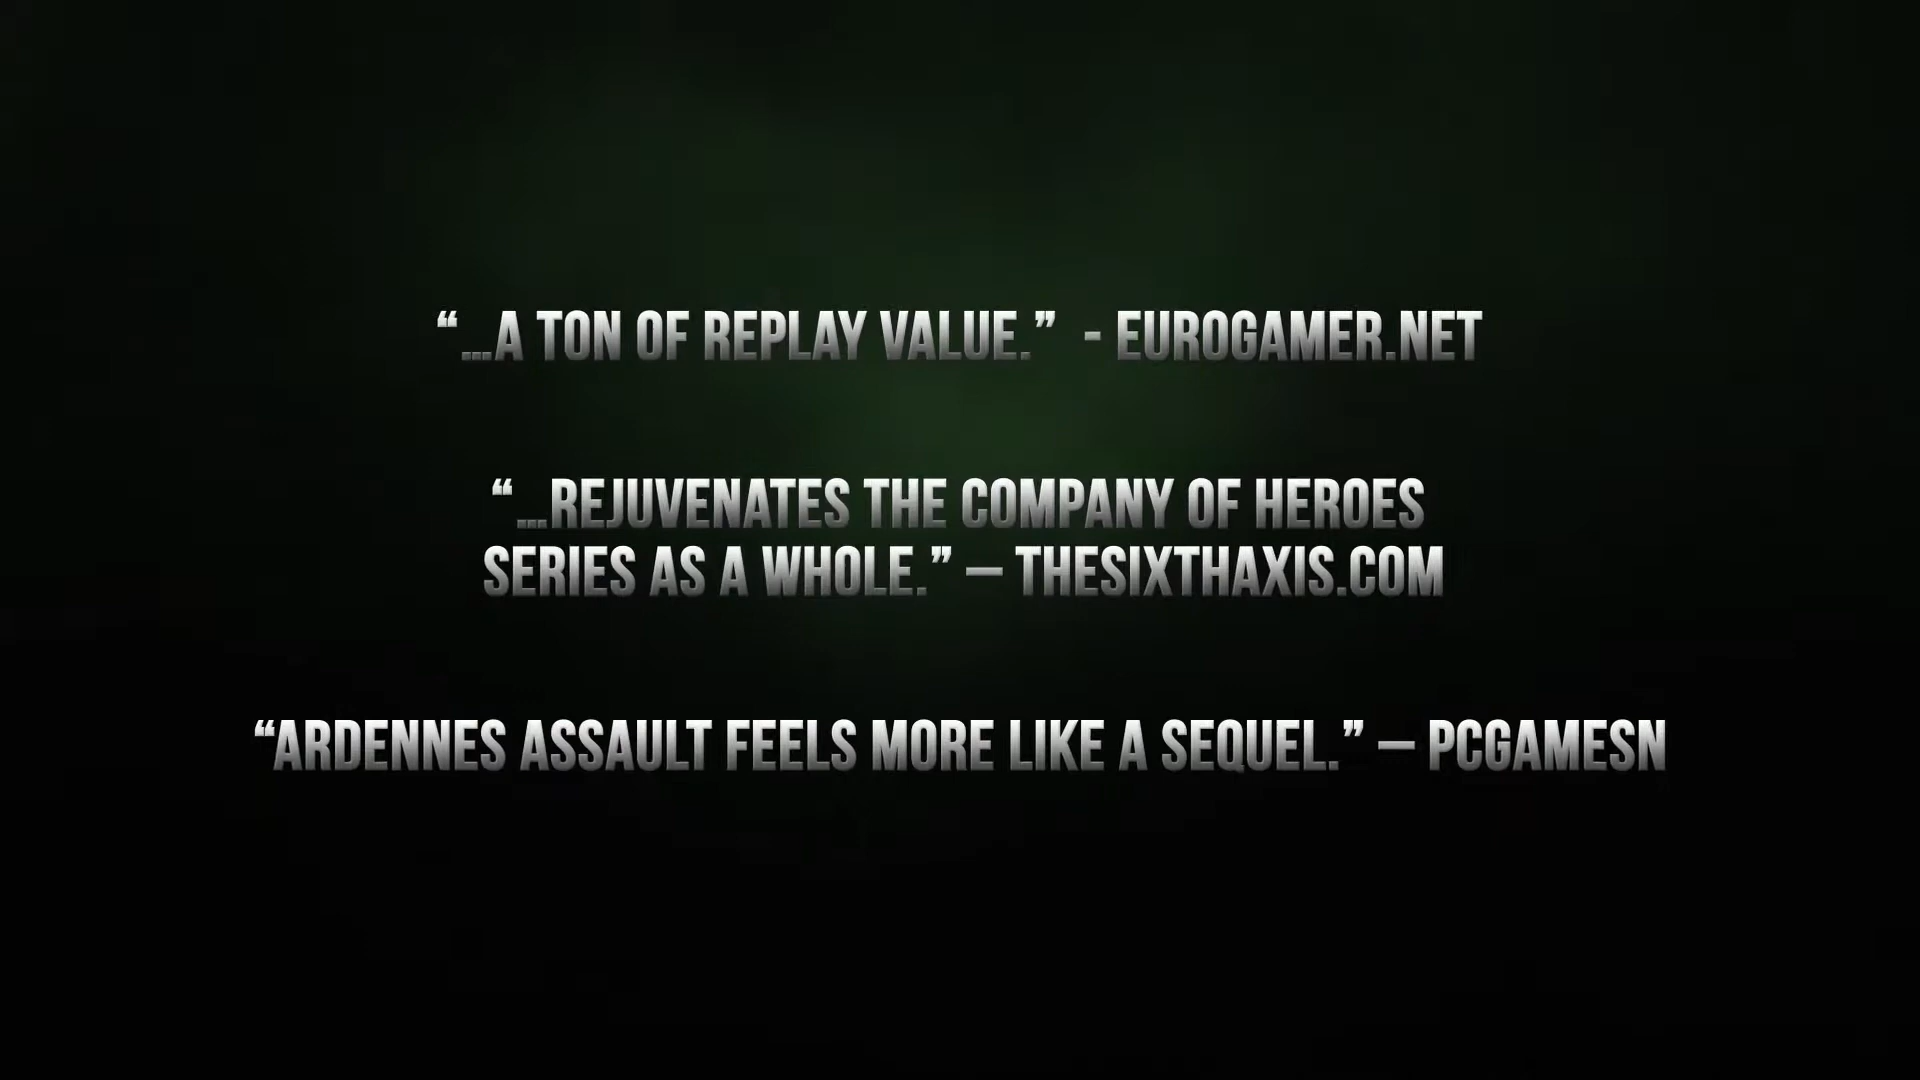 “...A TON OF REPLAY VALUE.” - EUROGAMER.NET
“...REJUVENATES THE COMPANY OF HEROES
SERIES AS A WHOLE.” – THESIXTHAXIS.COM
“ARDENNES ASSAULT FEELS MORE LIKE A SEQUEL.” – PCGAMESN